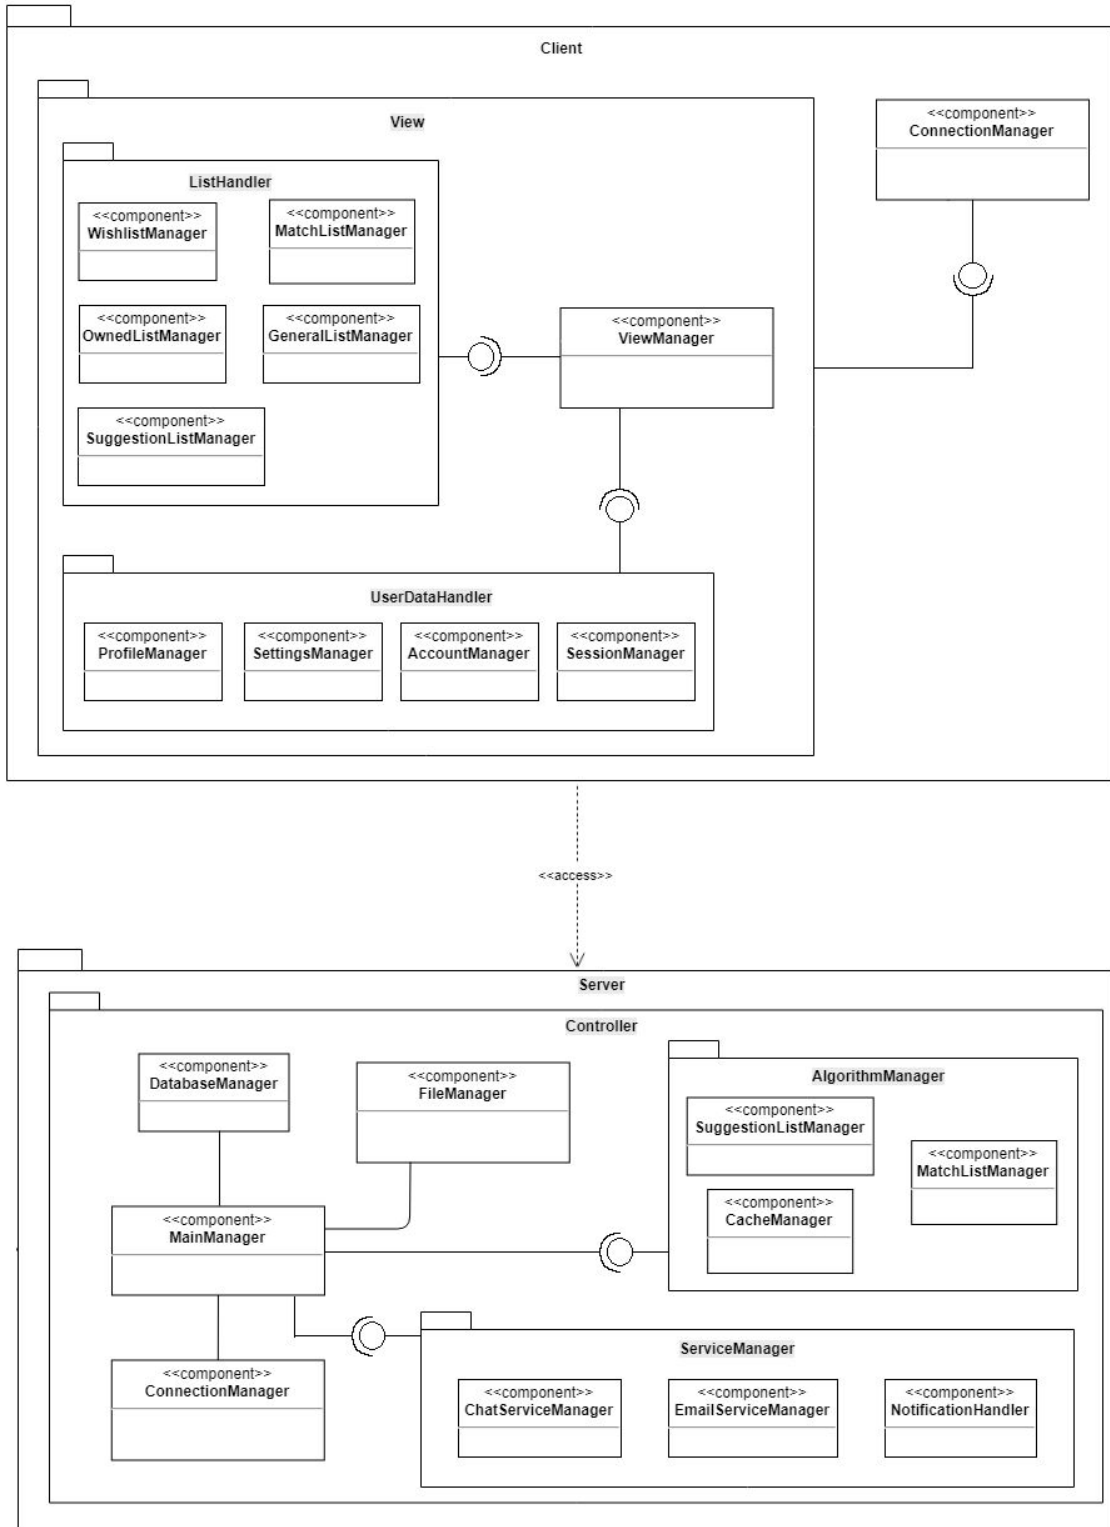 Client
View
<<component>>
ConnectionManager
ListHandler
<<component>>
WishlistManager
<<component>>
MatchListManager
<<component>>
OwnedListManager
<<component>>
GeneralListManager
<<component>>
ViewManager
<<component>>
SuggestionListManager
UserDataHandler
<<component>>
ProfileManager
<<component>>
SettingsManager
<<component>>
AccountManager
<<component>>
SessionManager
<<access>>
Server
Controller
<<component>>
DatabaseManager
<<component>>
FileManager
AlgorithmManager
<<component>>
SuggestionListManager
<<component>>
MatchListManager
<<component>>
CacheManager
<<component>>
MainManager
<<component>>
ConnectionManager
ServiceManager
<<component>>
ChatServiceManager
<<component>>
EmailServiceManager
<<component>>
NotificationHandler